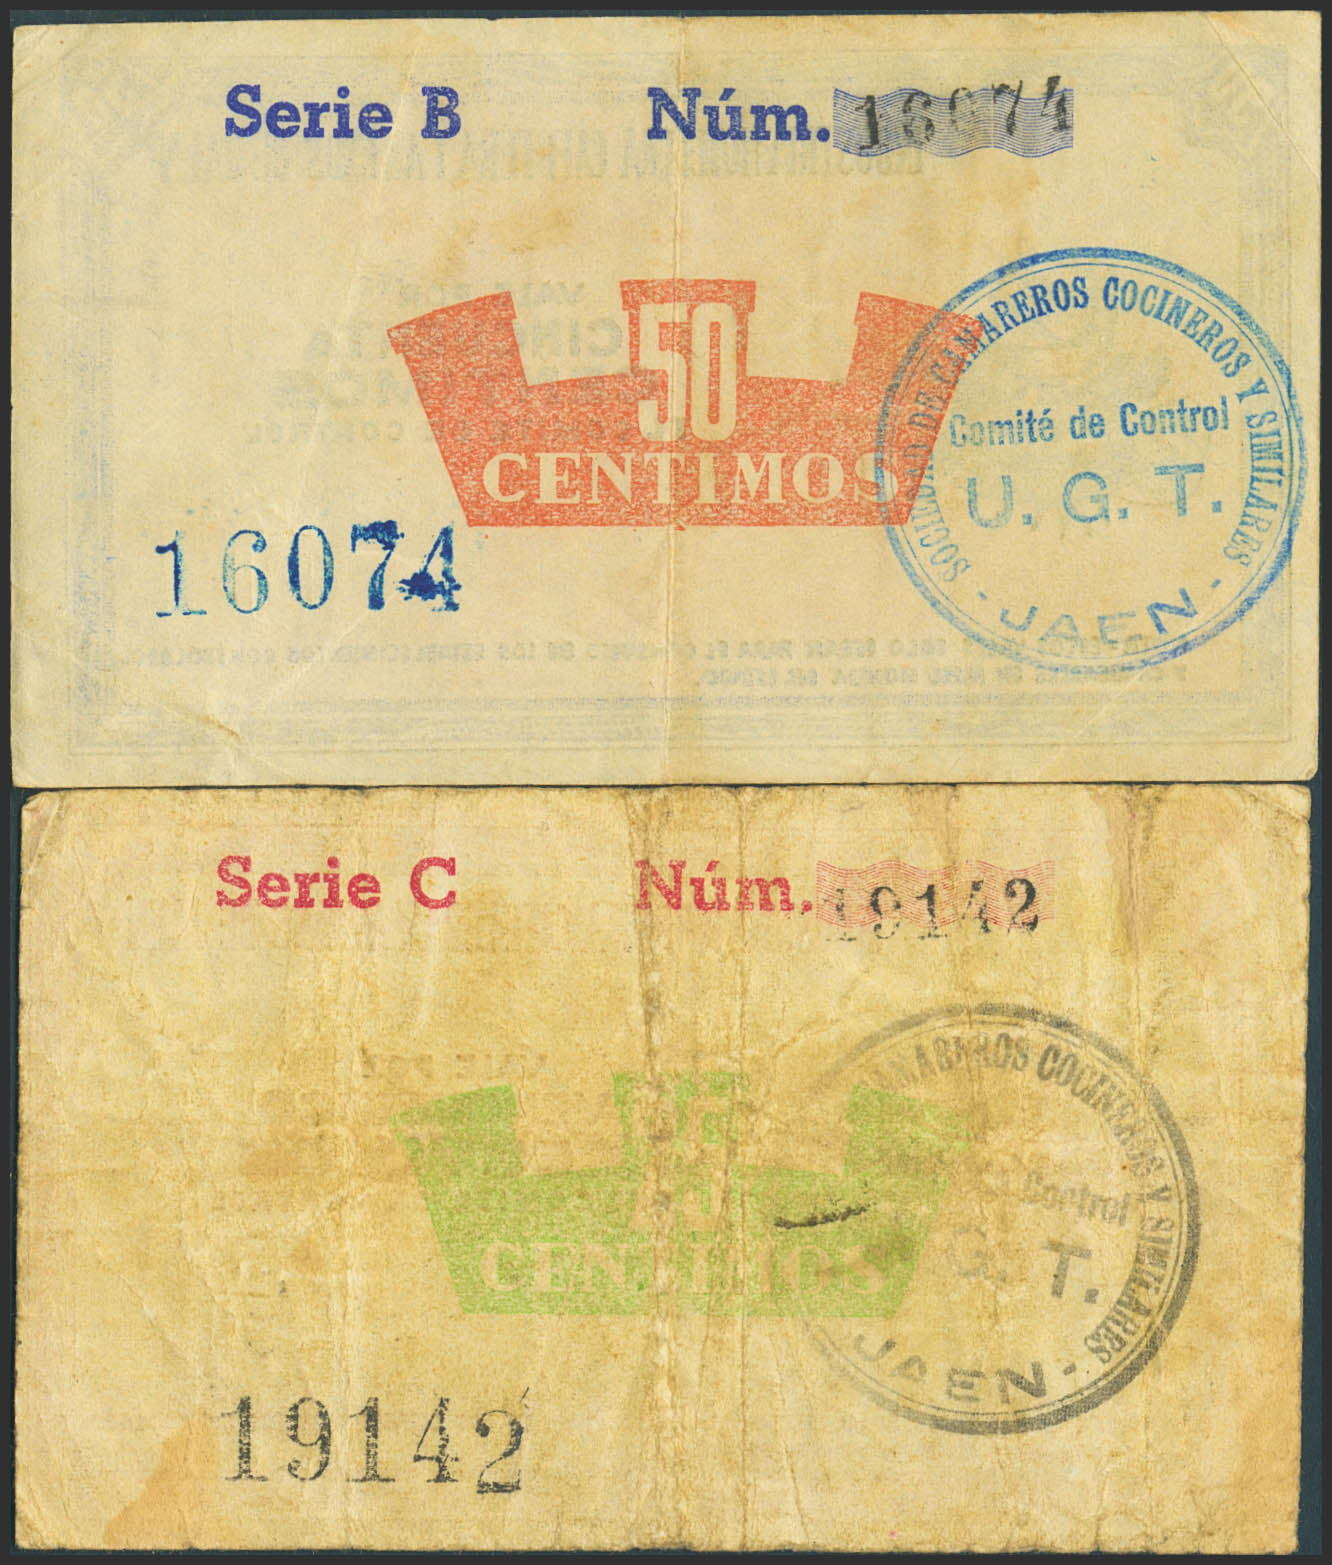 Serie B Núm. 16074
50
CENTIMOS
SOCIEDAD DE CAMAREROS COCINEROS Y SIMILARES
Comité de Control
U. G. T.
- JAEN -
16074
Serie C Núm. 19142
CENTIMOS
COCINEROS Y SIMILARES
Control
G. T.
JAEN -
19142